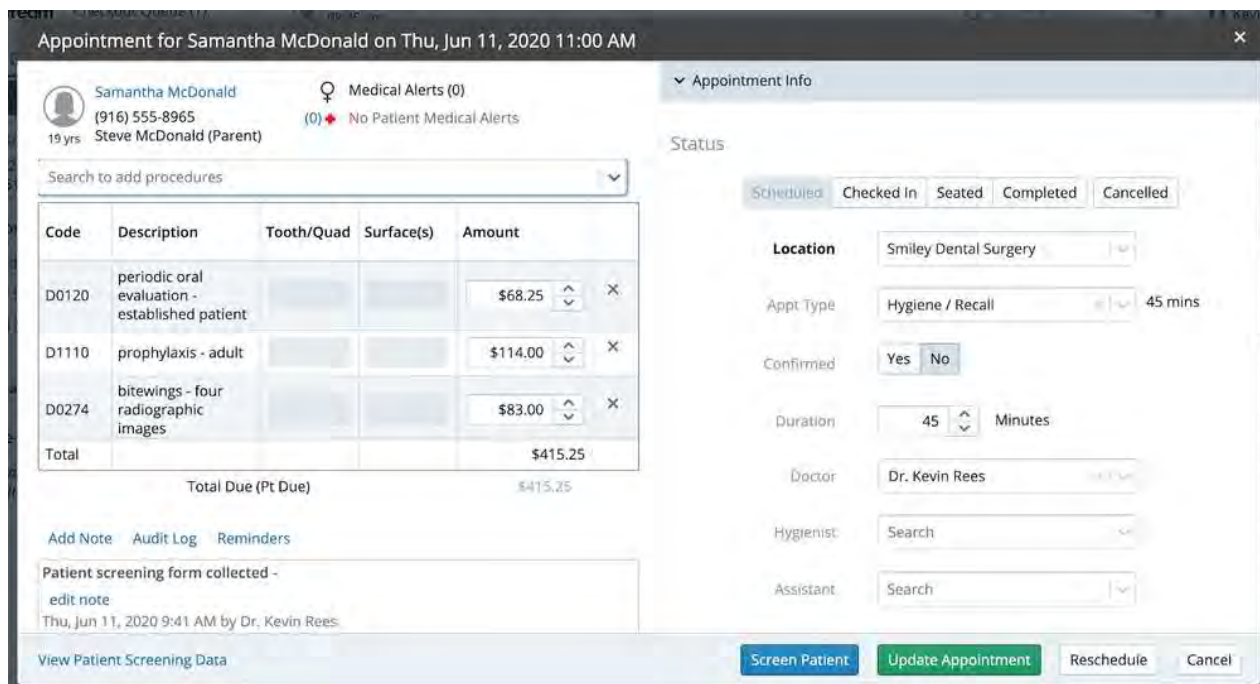 Appointment for Samantha McDonald on Thu, Jun 11, 2020 11:00 AM
×
Samantha McDonald
(916) 555-8965
19 yrs Steve McDonald (Parent)
Medical Alerts (0)
(0) No Patient Medical Alerts
Search to add procedures
Code Description Tooth/Quad Surface(s) Amount
D0120 periodic oral evaluation - established patient $68.25 ×
D1110 prophylaxis - adult $114.00 ×
D0274 bitewings - four radiographic images $83.00 ×
Total $415.25
Total Due (Pt Due) $415.25
Add Note Audit Log Reminders
Patient screening form collected -
edit note
Thu, Jun 11, 2020 9:41 AM by Dr. Kevin Rees
View Patient Screening Data
Appointment Info
Status
Scheduled Checked In Seated Completed Cancelled
Location Smiley Dental Surgery
Appt Type Hygiene / Recall 45 mins
Confirmed Yes No
Duration 45 Minutes
Doctor Dr. Kevin Rees
Hygienist Search
Assistant Search
Screen Patient Update Appointment Reschedule Cancel